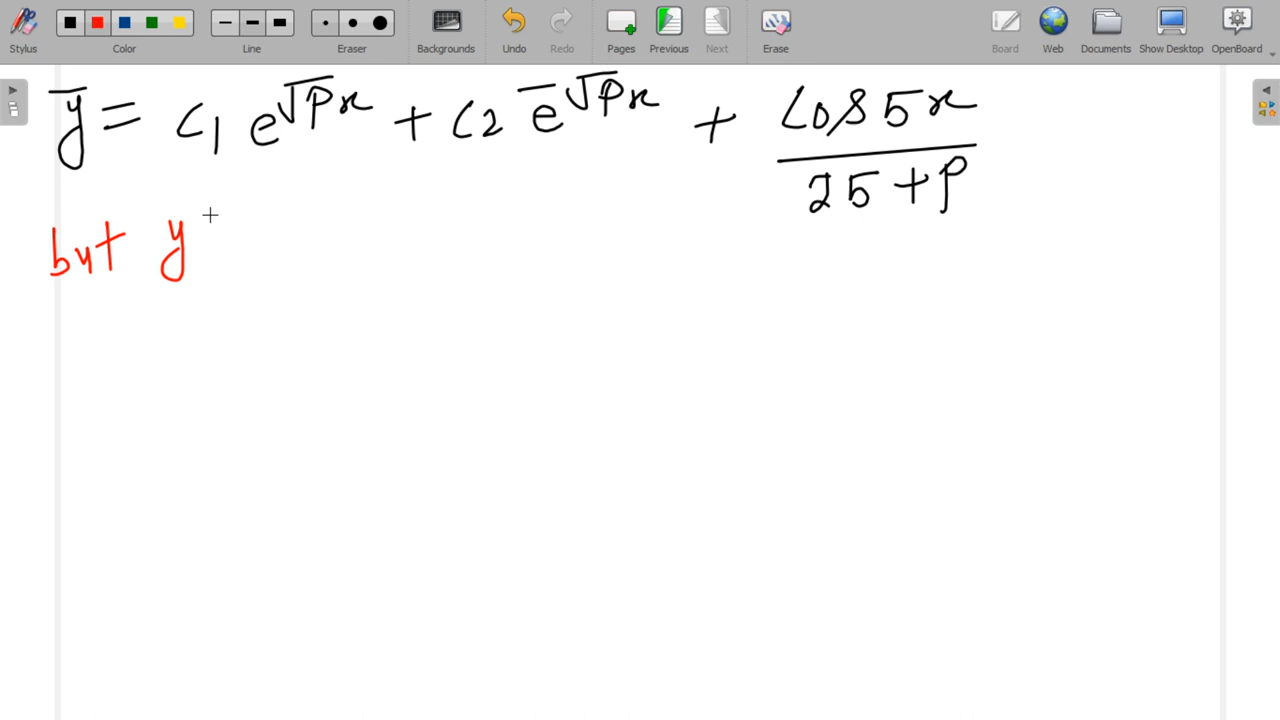 Stylus Color Line Eraser Backgrounds Undo Redo Pages Previous Next Erase Board Web Documents Show Desktop OpenBoard
y̅ = c₁ e^{√p x} + c₂ e^{-√p x} + cos 5x / (25 + p)
but y